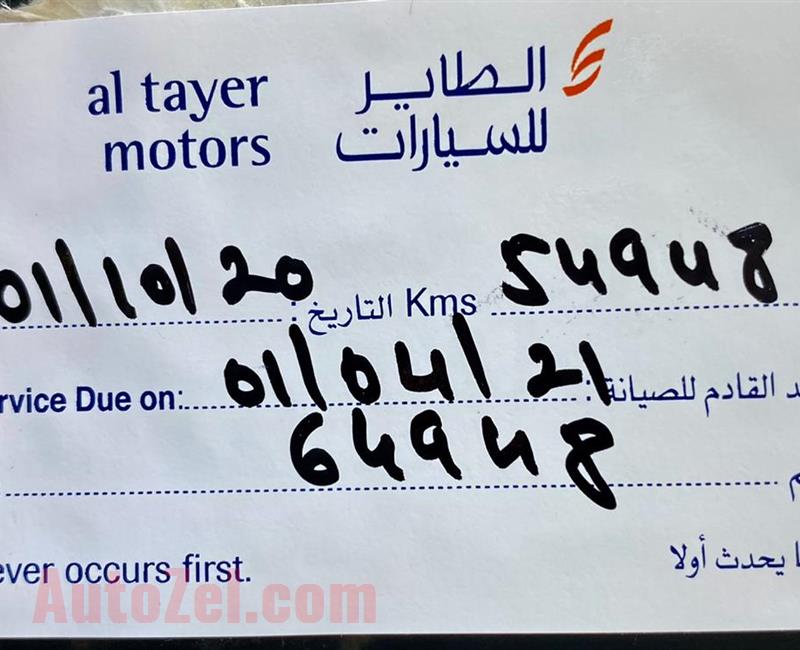 al tayer الطاير
motors للسيارات
01/10/20 التاريخ: Kms 54948
rvice Due on: 01/04/21 د القادم للصيانة:
64948
ever occurs first. ا يحدث أولا
AutoZel.com